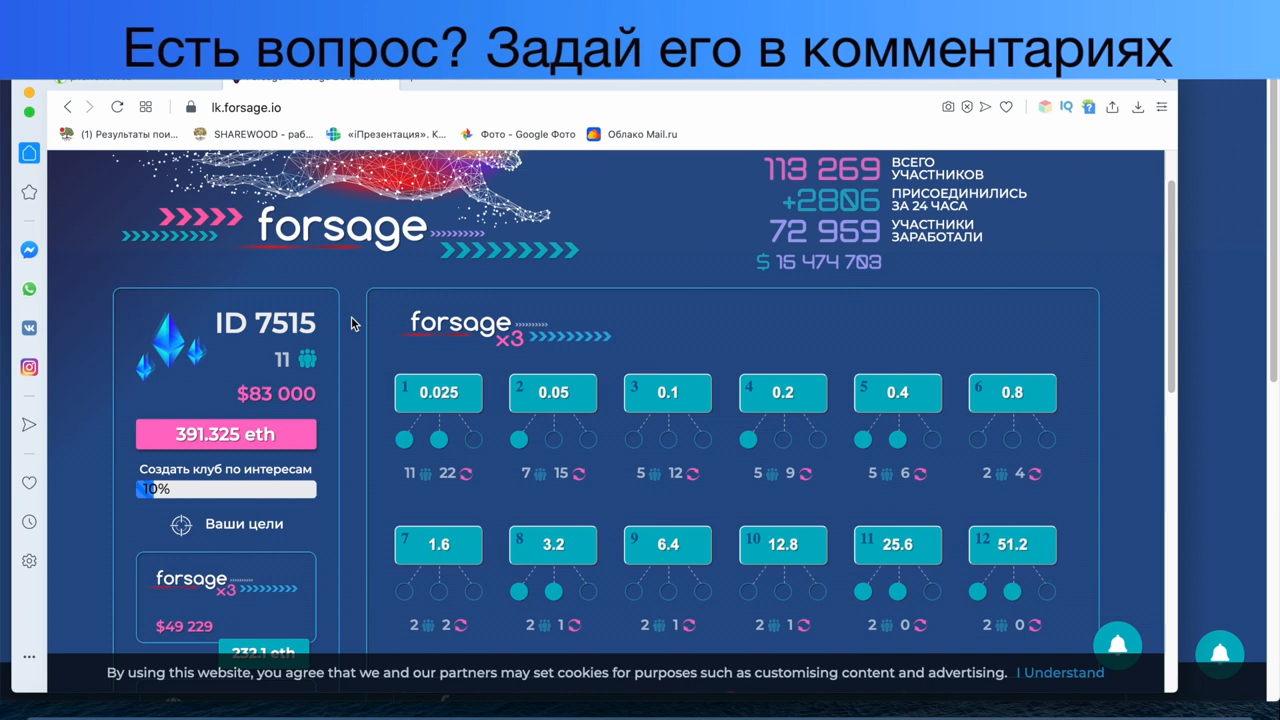 Есть вопрос? Задай его в комментариях
lk.forsage.io
IQ
(1) Результаты пои...
SHAREWOOD - раб...
«iПрезентация». К...
Фото - Google Фото
Облако Mail.ru
113 269 ВСЕГО УЧАСТНИКОВ
+2806 ПРИСОЕДИНИЛИСЬ ЗА 24 ЧАСА
72 959 УЧАСТНИКИ ЗАРАБОТАЛИ
$ 15 474 703
forsage
ID 7515
11
$83 000
391.325 eth
Создать клуб по интересам
10%
Ваши цели
forsage x3
$49 229
232.1 eth
forsage x3
1 0.025
2 0.05
3 0.1
4 0.2
5 0.4
6 0.8
11 22
7 15
5 12
5 9
5 6
2 4
7 1.6
8 3.2
9 6.4
10 12.8
11 25.6
12 51.2
2 2
2 1
2 1
2 1
2 0
2 0
By using this website, you agree that we and our partners may set cookies for purposes such as customising content and advertising. I Understand